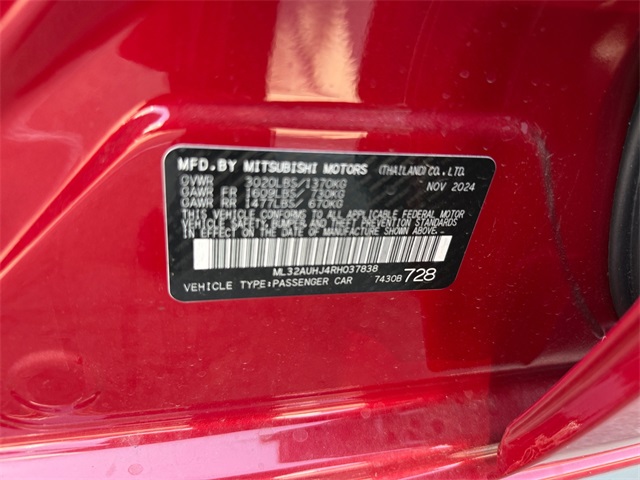 MFD.BY MITSUBISHI MOTORS (THAILAND) CO.,LTD.
GVWR 3020LBS/1370KG NOV 2024
GAWR FR 1609LBS/ 730KG
GAWR RR 1477LBS/ 670KG
THIS VEHICLE CONFORMS TO ALL APPLICABLE FEDERAL MOTOR
VEHICLE SAFETY, BUMPER AND THEFT PREVENTION STANDARDS
IN EFFECT ON THE DATE OF MANUFACTURE SHOWN ABOVE.
ML32AUHJ4RH037838
VEHICLE TYPE:PASSENGER CAR 7430B 728